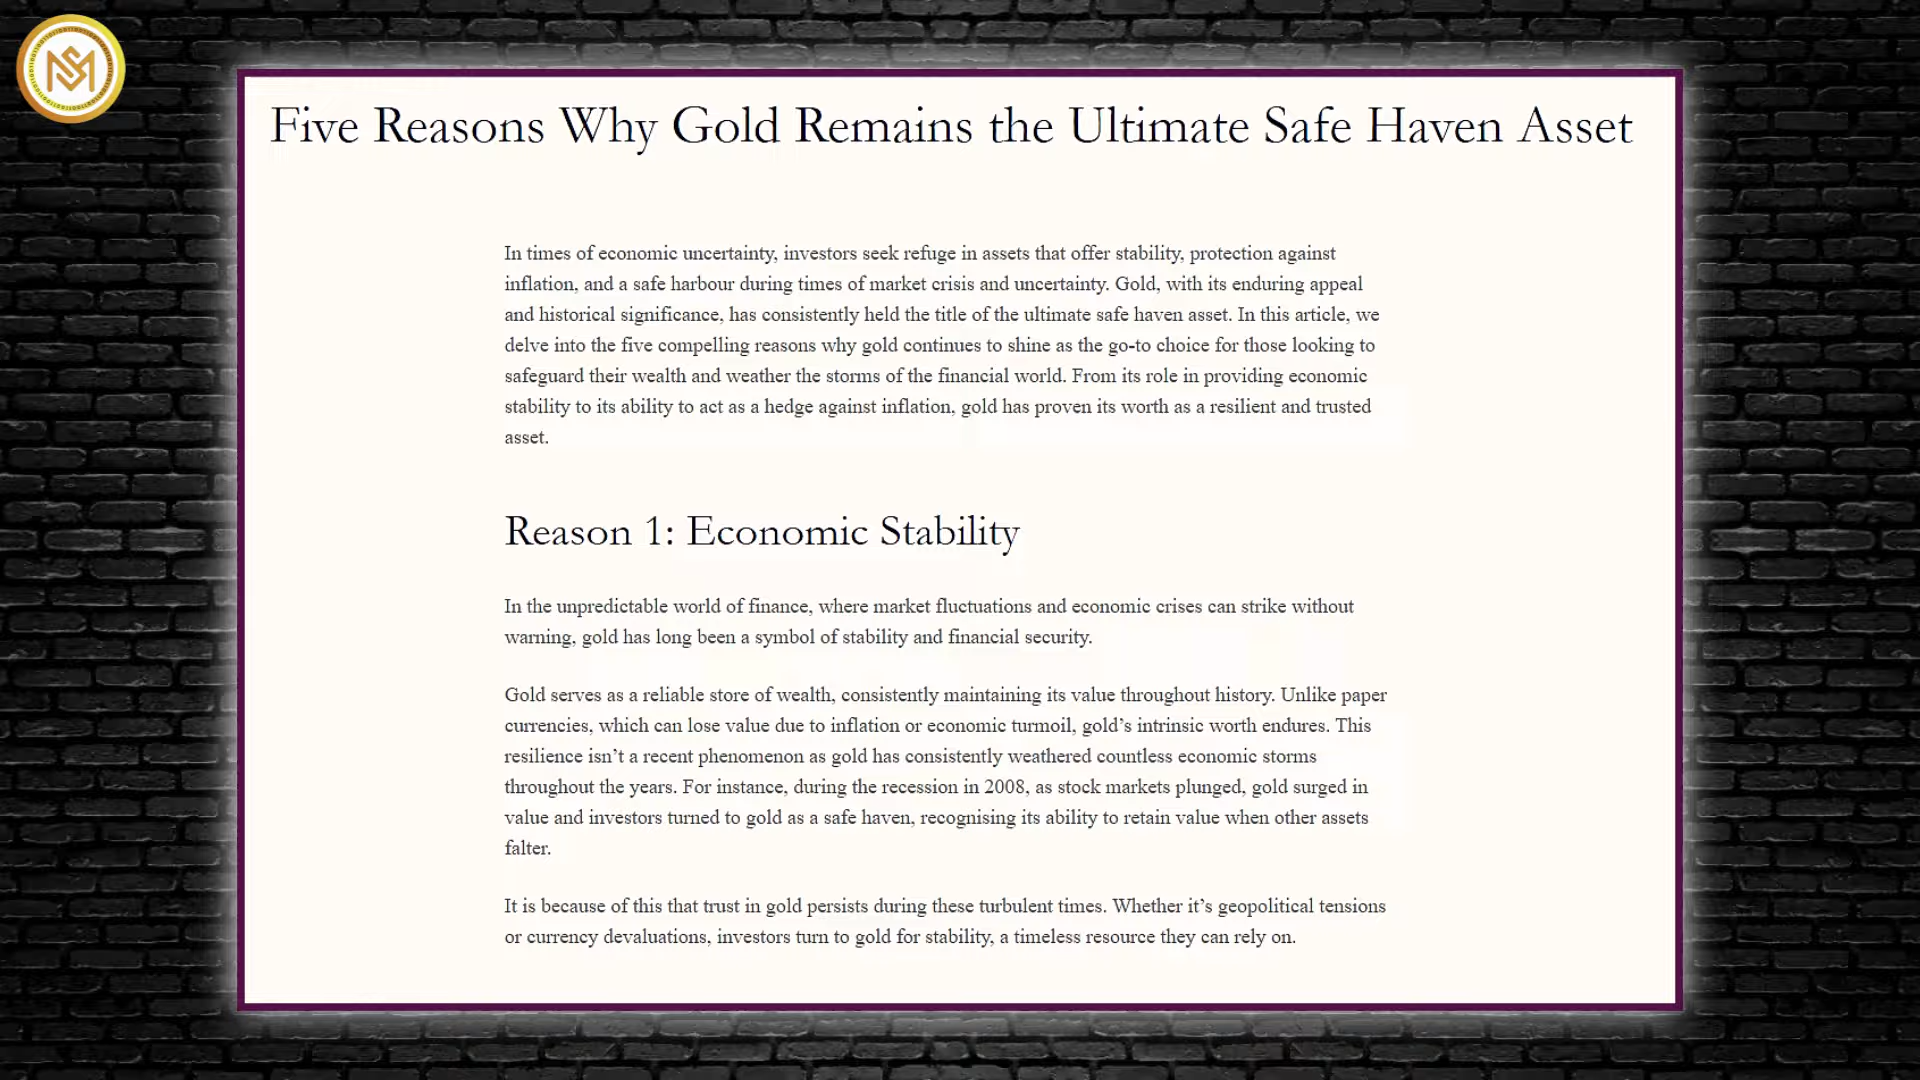 Five Reasons Why Gold Remains the Ultimate Safe Haven Asset
In times of economic uncertainty, investors seek refuge in assets that offer stability, protection against
inflation, and a safe harbour during times of market crisis and uncertainty. Gold, with its enduring appeal
and historical significance, has consistently held the title of the ultimate safe haven asset. In this article, we
delve into the five compelling reasons why gold continues to shine as the go-to choice for those looking to
safeguard their wealth and weather the storms of the financial world. From its role in providing economic
stability to its ability to act as a hedge against inflation, gold has proven its worth as a resilient and trusted
asset.
Reason 1: Economic Stability
In the unpredictable world of finance, where market fluctuations and economic crises can strike without
warning, gold has long been a symbol of stability and financial security.
Gold serves as a reliable store of wealth, consistently maintaining its value throughout history. Unlike paper
currencies, which can lose value due to inflation or economic turmoil, gold’s intrinsic worth endures. This
resilience isn’t a recent phenomenon as gold has consistently weathered countless economic storms
throughout the years. For instance, during the recession in 2008, as stock markets plunged, gold surged in
value and investors turned to gold as a safe haven, recognising its ability to retain value when other assets
falter.
It is because of this that trust in gold persists during these turbulent times. Whether it’s geopolitical tensions
or currency devaluations, investors turn to gold for stability, a timeless resource they can rely on.